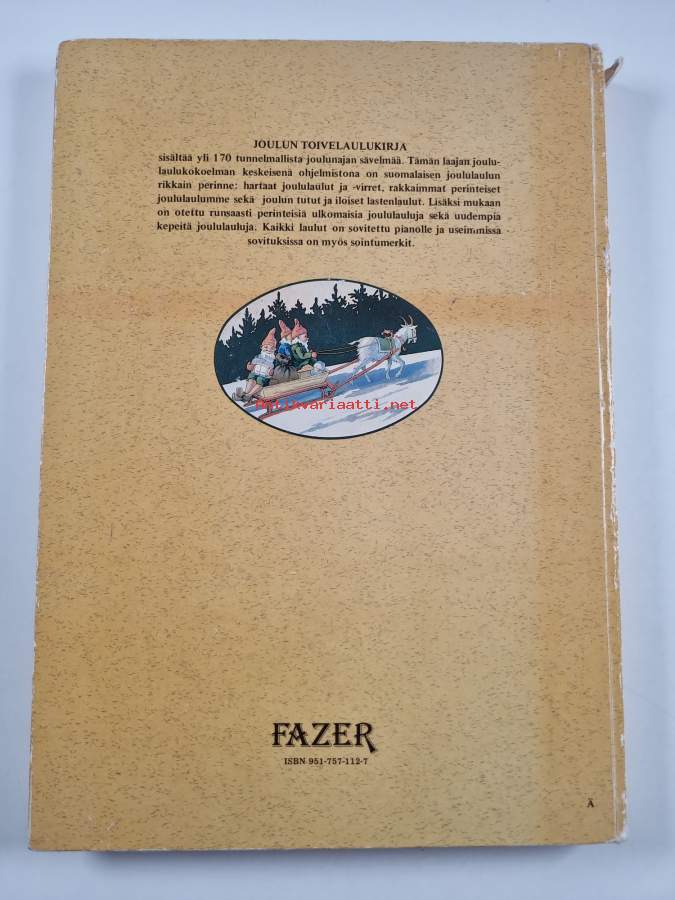 JOULUN TOIVELAULUKIRJA
sisältää yli 170 tunnelmallista joulunajan sävelmää. Tämän laajan joulu-
laulukokoelman keskeisenä ohjelmistona on suomalaisen joululaulun
rikkain perinne: hartaat joululaulut ja -virret, rakkaimmat perinteiset
joululaulumme sekä joulun tutut ja iloiset lastenlaulut. Lisäksi mukaan
on otettu runsaasti perinteisiä ulkomaisia joululauluja sekä uudempia
kepeitä joululauluja. Kaikki laulut on sovitettu pianolle ja useimmissa
sovituksissa on myös sointumerkit.
Antikvariaatti.net
FAZER
ISBN 951-757-112-7
Ä